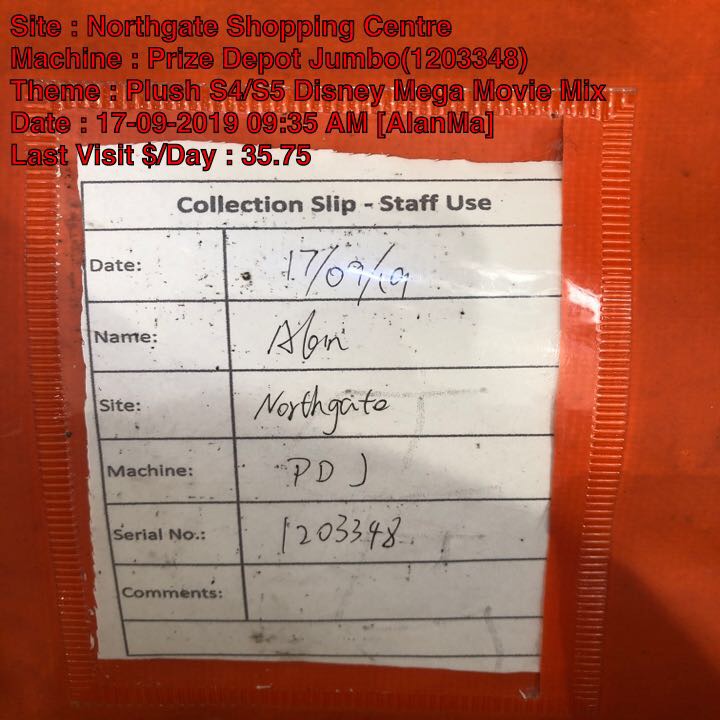 Site : Northgate Shopping Centre
Machine : Prize Depot Jumbo(1203348)
Theme : Plush S4/S5 Disney Mega Movie Mix
Date : 17-09-2019 09:35 AM [AlanMa]
Last Visit $/Day : 35.75
Collection Slip - Staff Use
Date: 17/09/19
Name: Alan
Site: Northgate
Machine: PDJ
Serial No.: 1203348
Comments: